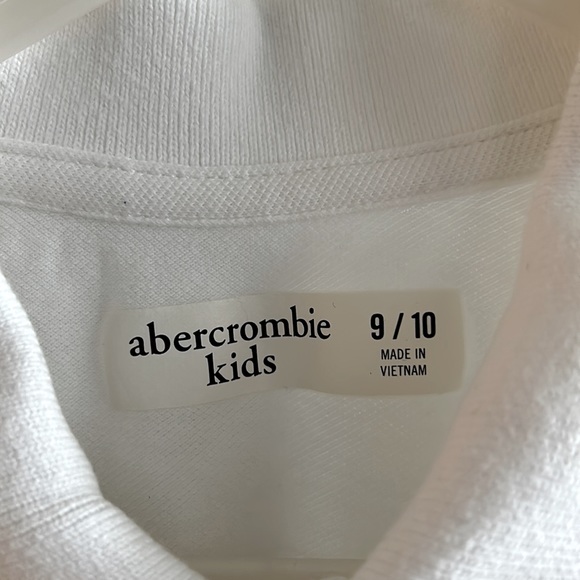 abercrombie
kids
9 / 10
MADE IN
VIETNAM